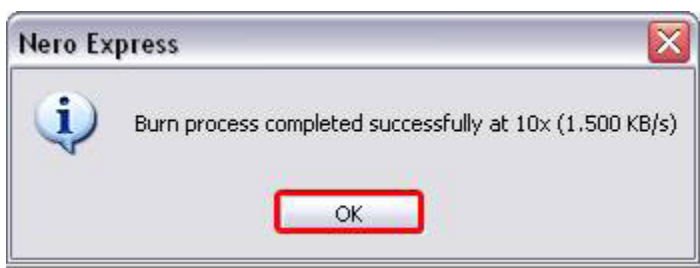 Nero Express
Burn process completed successfully at 10x (1.500 KB/s)
OK